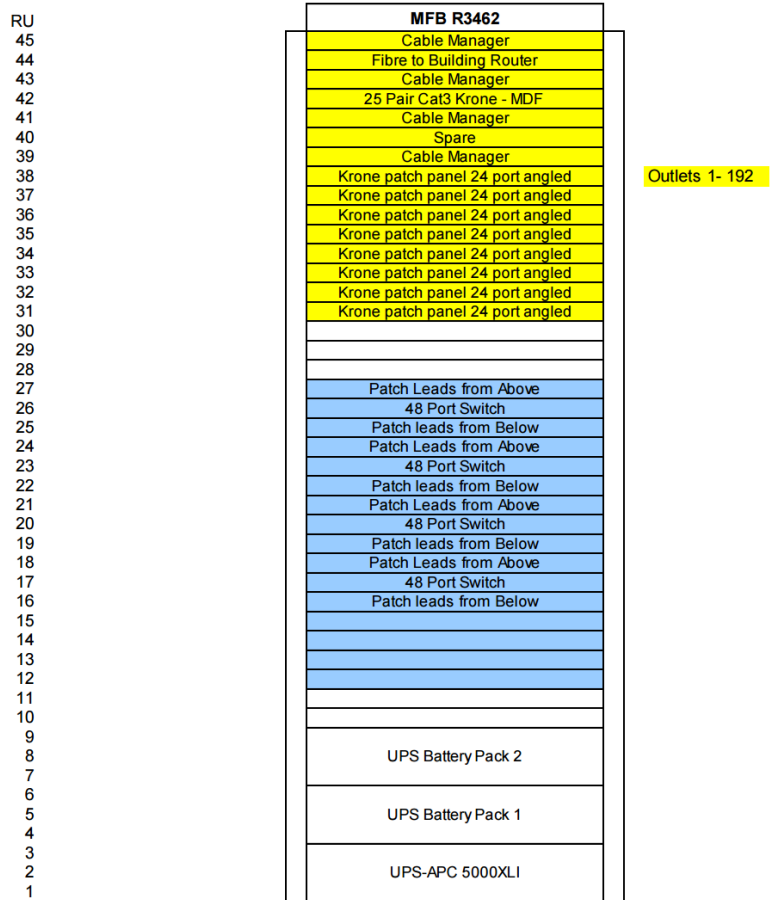 MFB R3462
RU
45 Cable Manager
44 Fibre to Building Router
43 Cable Manager
42 25 Pair Cat3 Krone - MDF
41 Cable Manager
40 Spare
39 Cable Manager
38 Krone patch panel 24 port angled Outlets 1- 192
37 Krone patch panel 24 port angled
36 Krone patch panel 24 port angled
35 Krone patch panel 24 port angled
34 Krone patch panel 24 port angled
33 Krone patch panel 24 port angled
32 Krone patch panel 24 port angled
31 Krone patch panel 24 port angled
30
29
28
27 Patch Leads from Above
26 48 Port Switch
25 Patch leads from Below
24 Patch Leads from Above
23 48 Port Switch
22 Patch leads from Below
21 Patch Leads from Above
20 48 Port Switch
19 Patch leads from Below
18 Patch Leads from Above
17 48 Port Switch
16 Patch leads from Below
15
14
13
12
11
10
9
8 UPS Battery Pack 2
7
6
5 UPS Battery Pack 1
4
3
2 UPS-APC 5000XLI
1